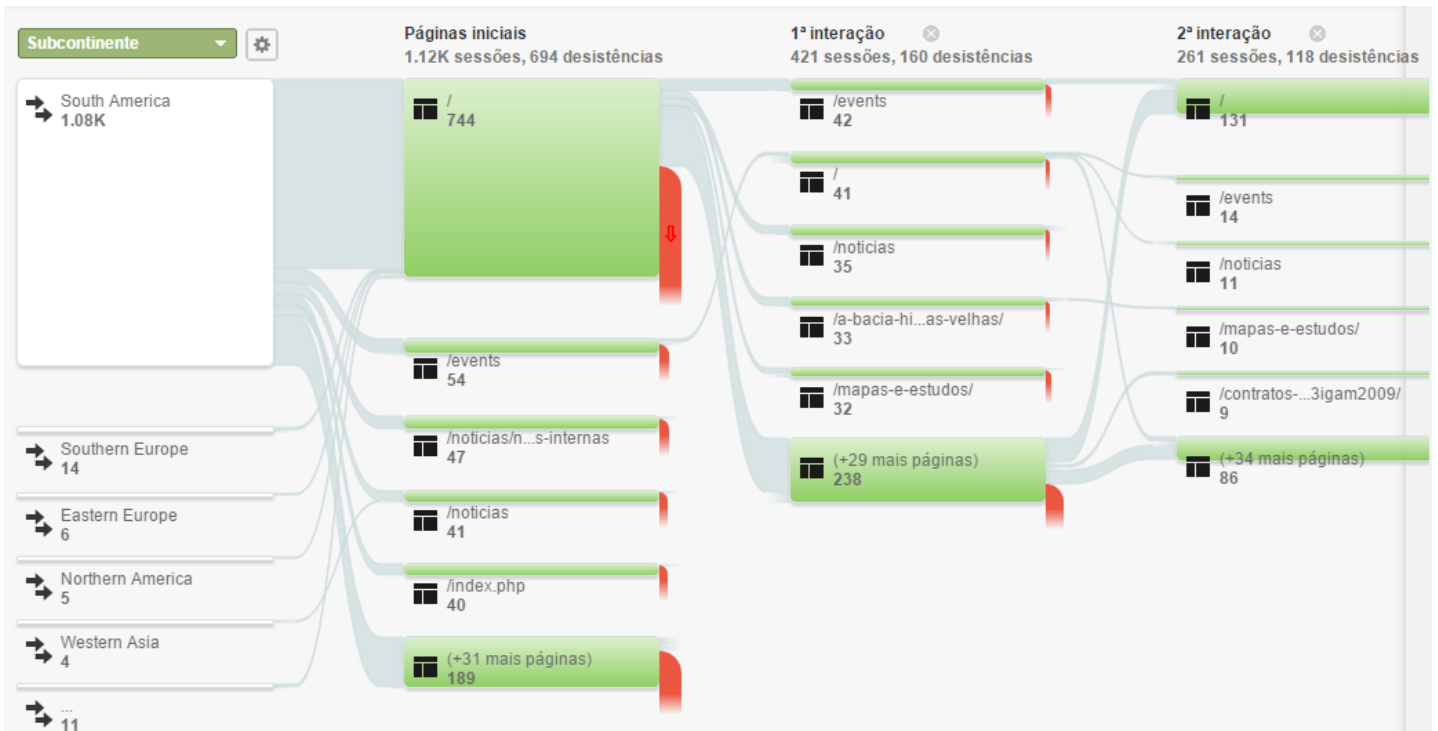 Subcontinente
South America
1.08K
Southern Europe
14
Eastern Europe
6
Northern America
5
Western Asia
4
...
11
Páginas iniciais
1.12K sessões, 694 desistências
/
744
/events
54
/noticias/n...s-internas
47
/noticias
41
/index.php
40
(+31 mais páginas)
189
1ª interação
421 sessões, 160 desistências
/events
42
/
41
/noticias
35
/a-bacia-hi...as-velhas/
33
/mapas-e-estudos/
32
(+29 mais páginas)
238
2ª interação
261 sessões, 118 desistências
/
131
/events
14
/noticias
11
/mapas-e-estudos/
10
/contratos-...3igam2009/
9
(+34 mais páginas)
86